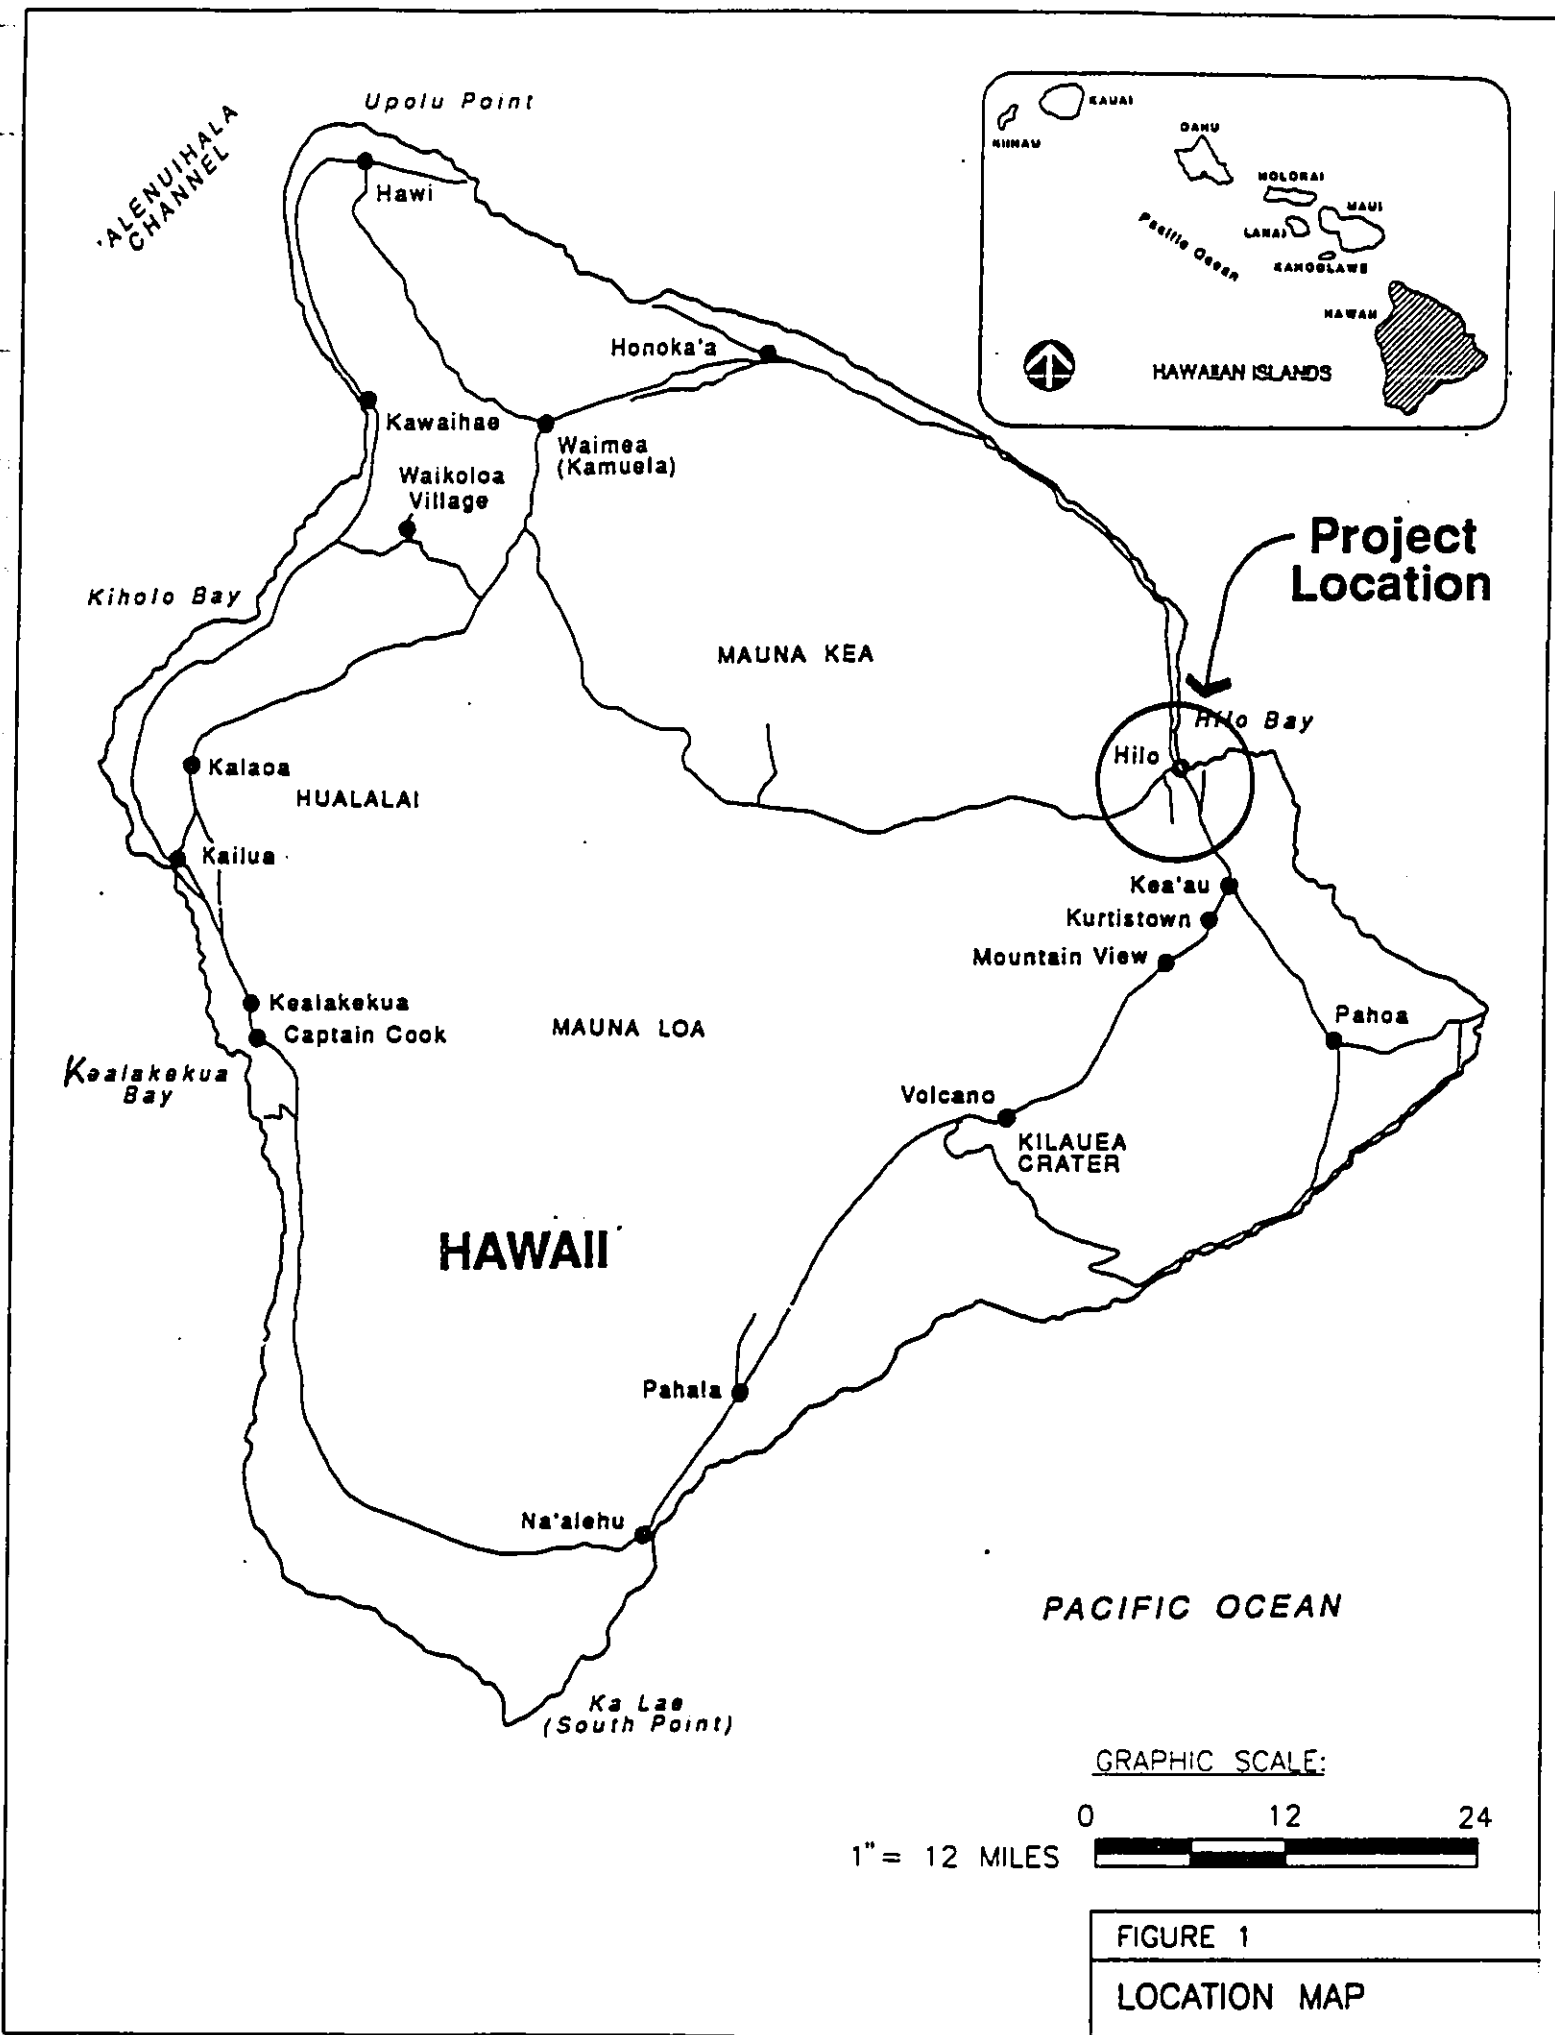 Upolu Point
'ALENUIHALA
CHANNEL
Hawi
KAUAI
NIIHAU
OAHU
MOLOKAI
MAUI
LANAI
KAHOOLAWE
Pacific Ocean
HAWAII
HAWAIIAN ISLANDS
Honoka'a
Kawaihae
Waimea
(Kamuela)
Waikoloa
Village
Project
Location
Kiholo Bay
MAUNA KEA
Hilo Bay
Hilo
Kalaoa
HUALALAI
Kailua
Kea'au
Kurtistown
Mountain View
Kealakekua
Captain Cook
MAUNA LOA
Pahoa
Kealakekua
Bay
Volcano
KILAUEA
CRATER
HAWAII
Pahala
Na'alehu
PACIFIC OCEAN
Ka Lae
(South Point)
GRAPHIC SCALE:
0 12 24
1" = 12 MILES
FIGURE 1
LOCATION MAP